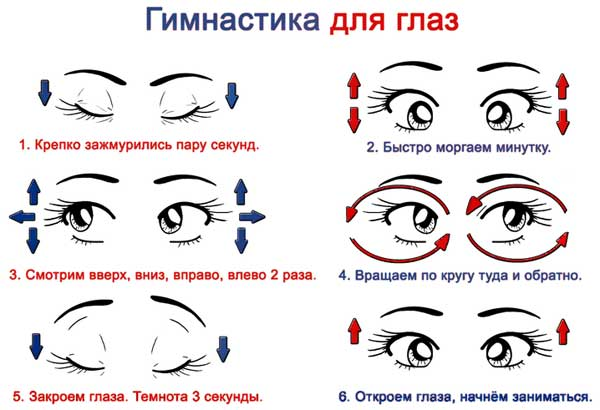 Гимнастика для глаз
1. Крепко зажмурились пару секунд.
2. Быстро моргаем минутку.
3. Смотрим вверх, вниз, вправо, влево 2 раза.
4. Вращаем по кругу туда и обратно.
5. Закроем глаза. Темнота 3 секунды.
6. Откроем глаза, начнём заниматься.